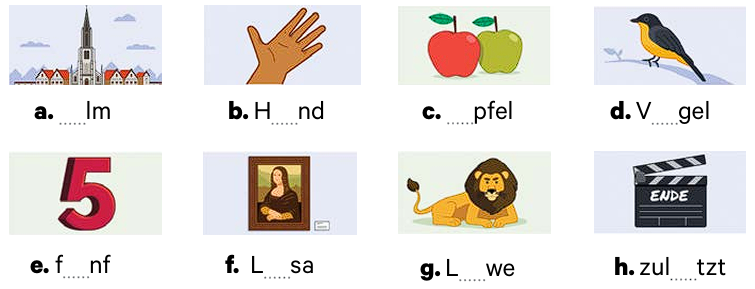 a. ......lm b. H......nd c. ......pfel d. V......gel
5 ENDE
e. f......nf f. L......sa g. L......we h. zul......tzt